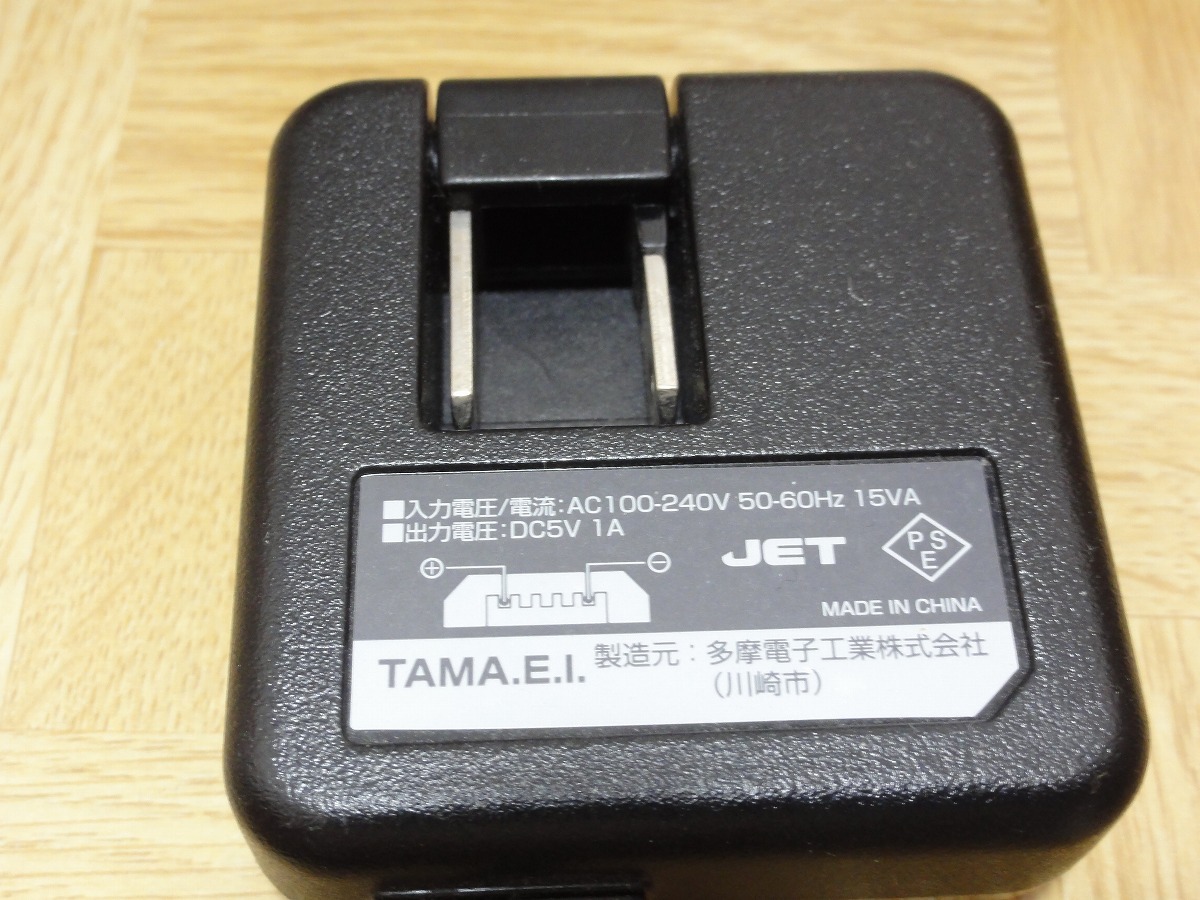 ■入力電圧/電流:AC100-240V 50-60Hz 15VA
■出力電圧:DC5V 1A
⊕ ⊖
JET
PSE
MADE IN CHINA
TAMA.E.I.
製造元:多摩電子工業株式会社
(川崎市)